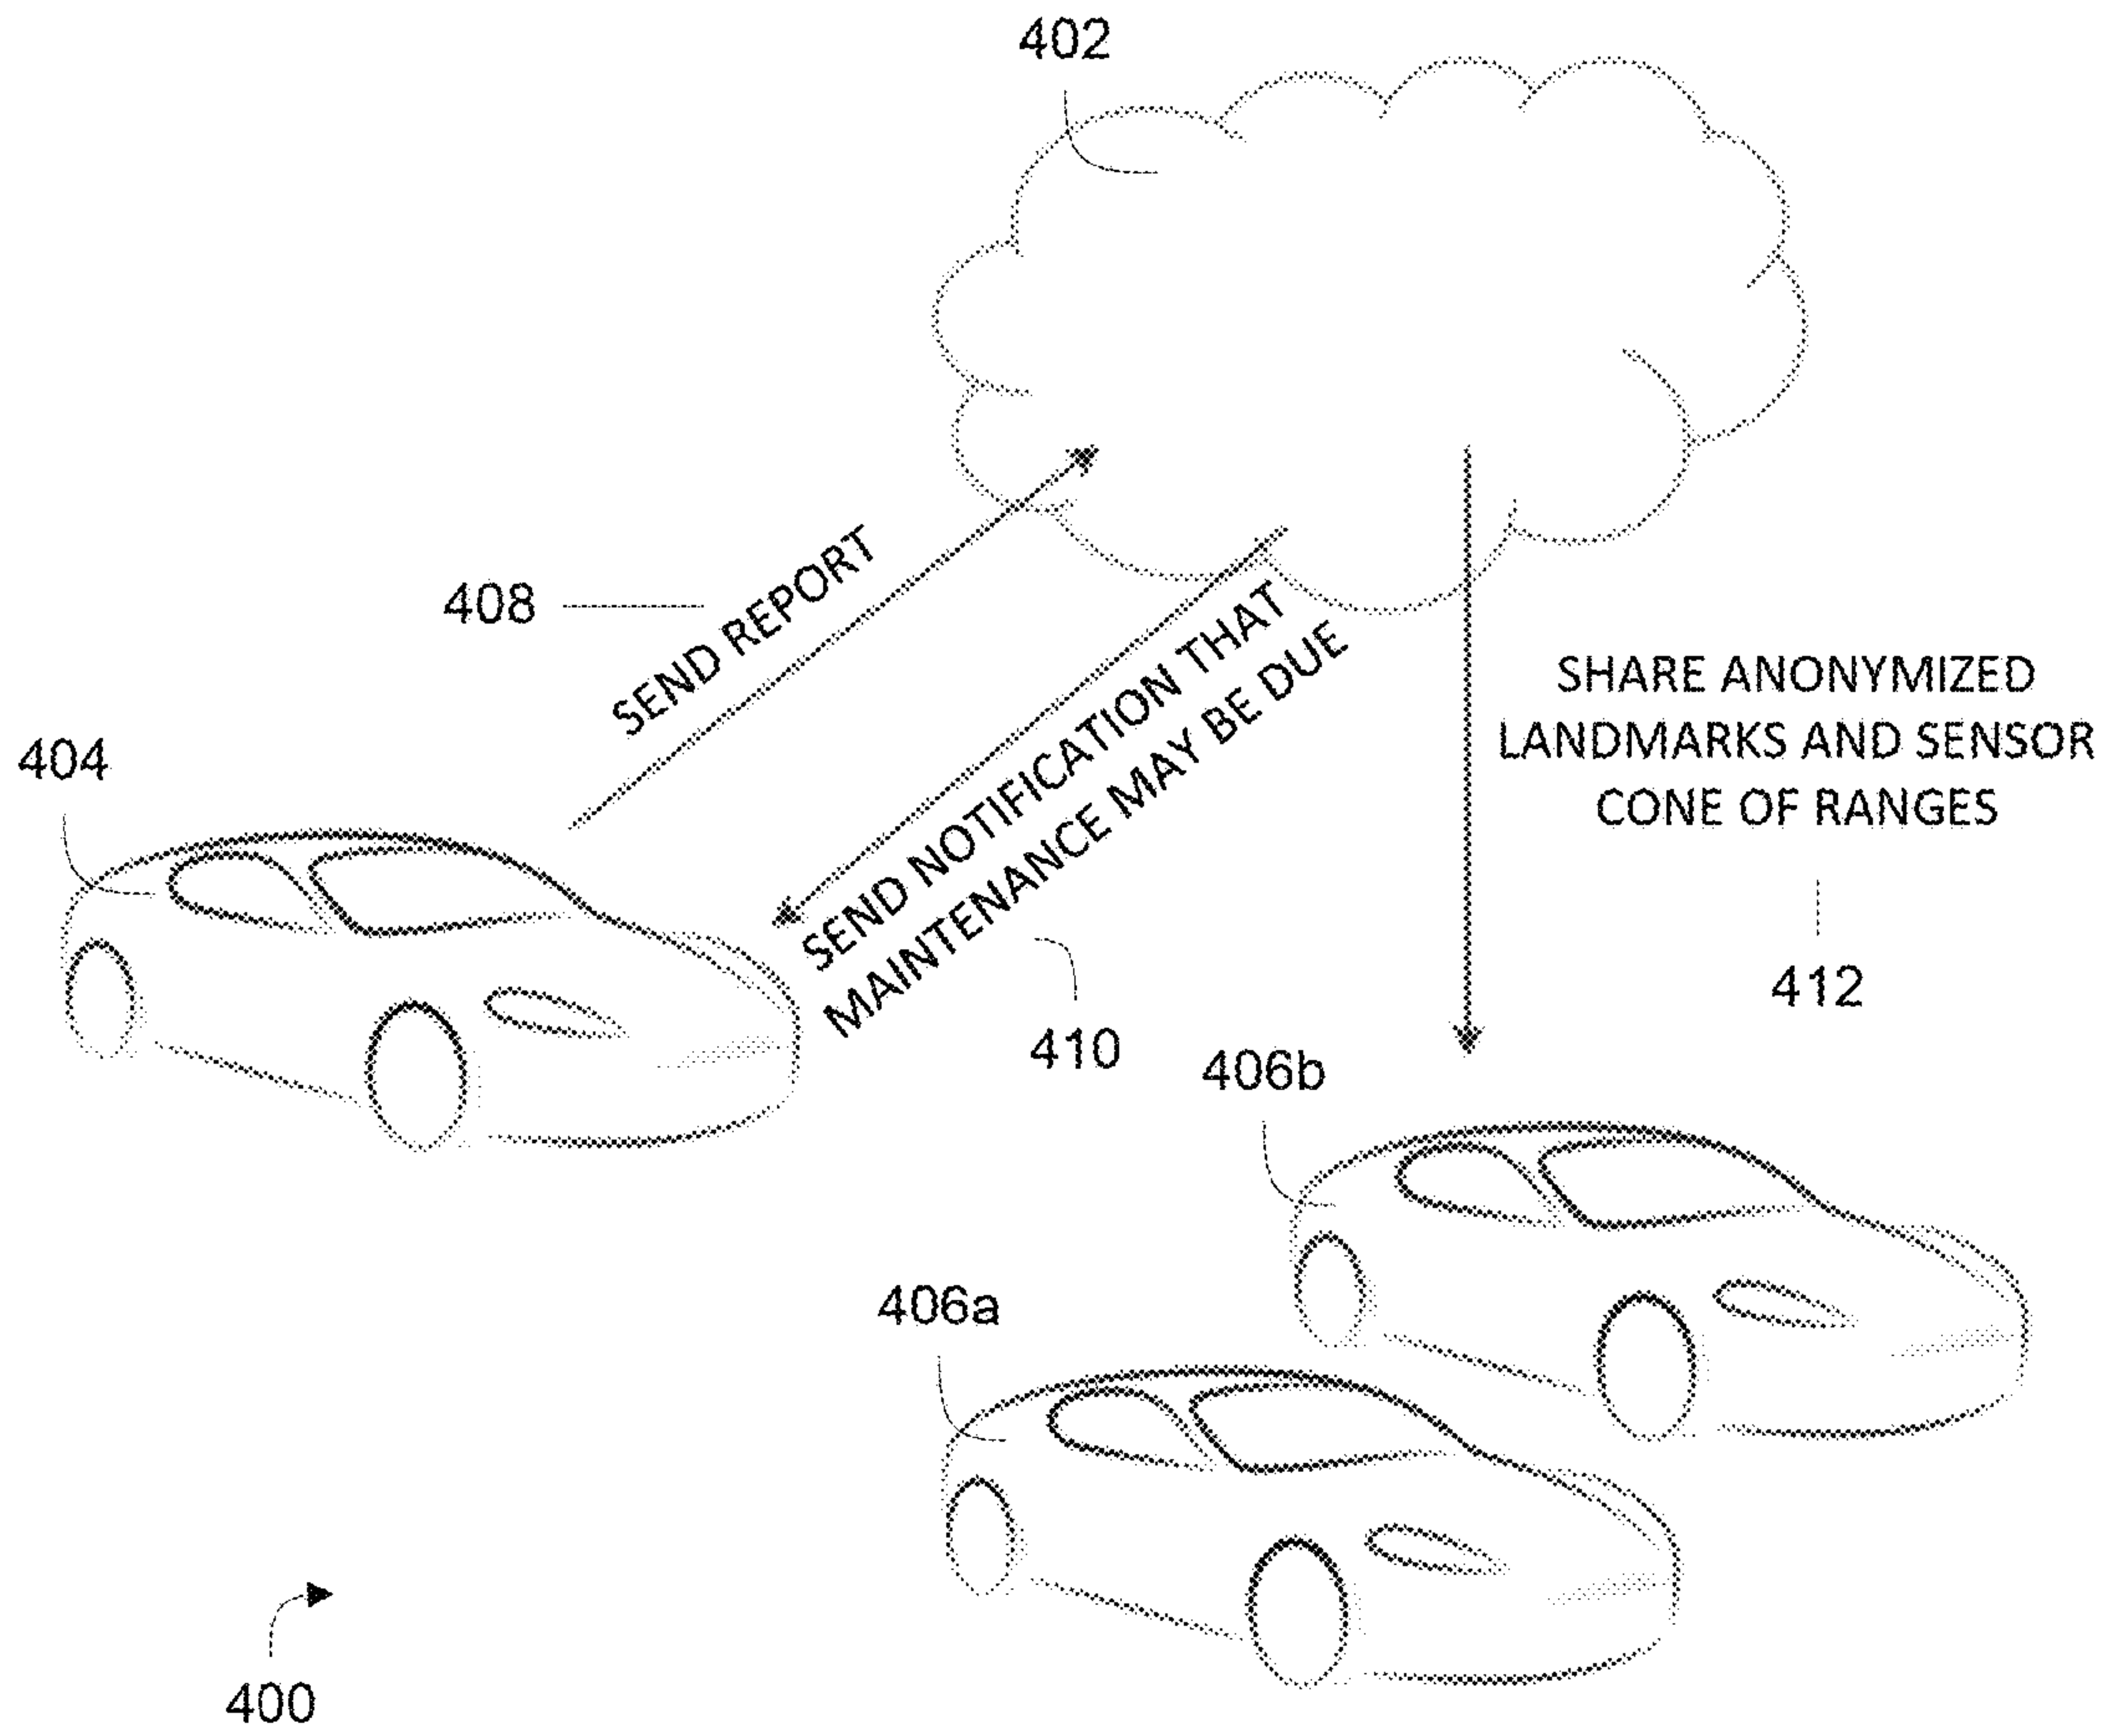 402
408
SEND REPORT
SEND NOTIFICATION THAT
MAINTENANCE MAY BE DUE
SHARE ANONYMIZED
LANDMARKS AND SENSOR
CONE OF RANGES
404
412
410
406b
406a
400